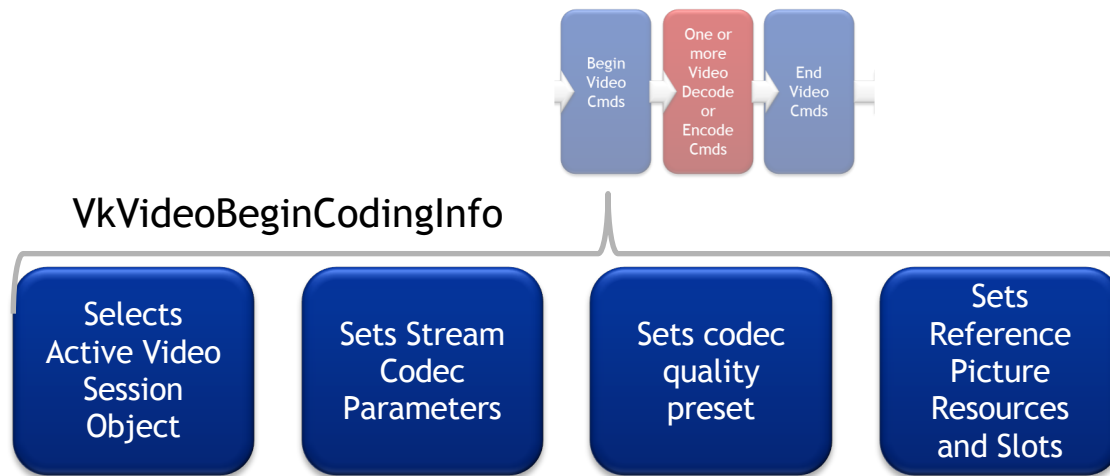 Begin
Video
Cmds
One or
more
Video
Decode
or
Encode
Cmds
End
Video
Cmds
VkVideoBeginCodingInfo
Selects
Active Video
Session
Object
Sets Stream
Codec
Parameters
Sets codec
quality
preset
Sets
Reference
Picture
Resources
and Slots